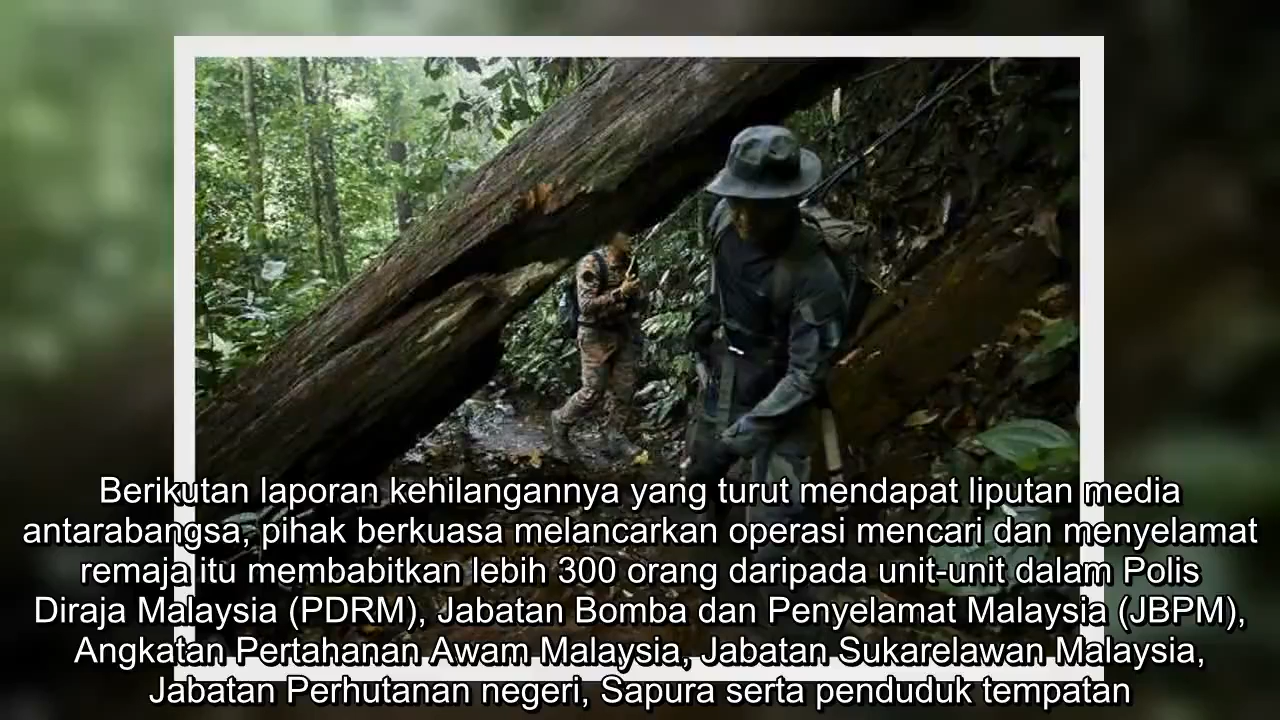 Berikutan laporan kehilangannya yang turut mendapat liputan media
antarabangsa, pihak berkuasa melancarkan operasi mencari dan menyelamat
remaja itu membabitkan lebih 300 orang daripada unit-unit dalam Polis
Diraja Malaysia (PDRM), Jabatan Bomba dan Penyelamat Malaysia (JBPM),
Angkatan Pertahanan Awam Malaysia, Jabatan Sukarelawan Malaysia,
Jabatan Perhutanan negeri, Sapura serta penduduk tempatan